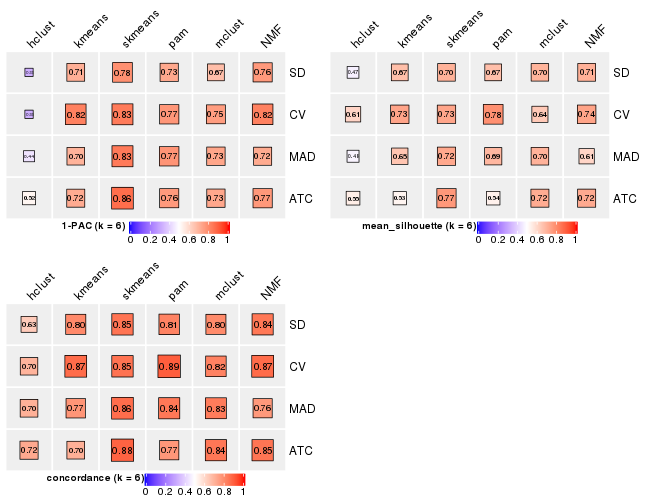 hclust kmeans skmeans pam mclust NMF
0.71 0.78 0.73 0.67 0.76 SD
0.82 0.83 0.77 0.75 0.82 CV
0.44 0.70 0.83 0.77 0.73 0.72 MAD
0.52 0.72 0.86 0.76 0.73 0.77 ATC
1-PAC (k = 6)
0 0.2 0.4 0.6 0.8 1
hclust kmeans skmeans pam mclust NMF
0.47 0.67 0.70 0.67 0.70 0.71 SD
0.61 0.73 0.73 0.78 0.64 0.74 CV
0.65 0.72 0.69 0.70 0.61 MAD
0.55 0.53 0.77 0.54 0.72 0.72 ATC
mean_silhouette (k = 6)
0 0.2 0.4 0.6 0.8 1
hclust kmeans skmeans pam mclust NMF
0.63 0.80 0.85 0.81 0.80 0.84 SD
0.70 0.87 0.85 0.89 0.82 0.87 CV
0.70 0.77 0.86 0.84 0.83 0.76 MAD
0.72 0.70 0.88 0.77 0.84 0.85 ATC
concordance (k = 6)
0 0.2 0.4 0.6 0.8 1